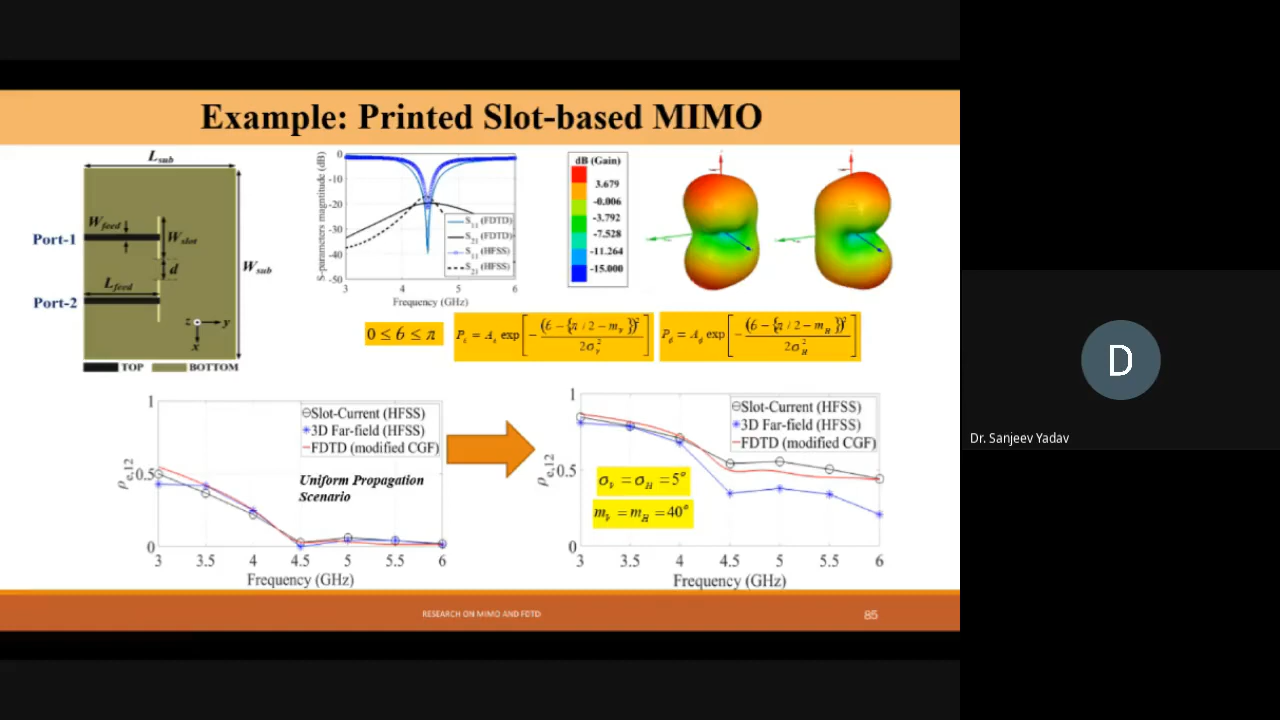 Example: Printed Slot-based MIMO
L_sub
W_feed
Port-1
W_slot
d
W_sub
L_feed
Port-2
z
y
x
TOP
BOTTOM
S-parameters magnitude (dB)
0
-10
-20
-30
-40
-50
S11 (FDTD)
S21 (FDTD)
S11 (HFSS)
S21 (HFSS)
3
4
5
6
Frequency (GHz)
dB (Gain)
3.679
-0.006
-3.792
-7.528
-11.264
-15.000
0 ≤ θ ≤ π
ρe,12
1
0.5
0
Slot-Current (HFSS)
3D Far-field (HFSS)
FDTD (modified CGF)
Uniform Propagation
Scenario
3 3.5 4 4.5 5 5.5 6
Frequency (GHz)
ρe,12
1
0.5
0
Slot-Current (HFSS)
3D Far-field (HFSS)
FDTD (modified CGF)
σV = σH = 5°
mV = mH = 40°
3 3.5 4 4.5 5 5.5 6
Frequency (GHz)
RESEARCH ON MIMO AND FDTD
85
D
Dr. Sanjeev Yadav